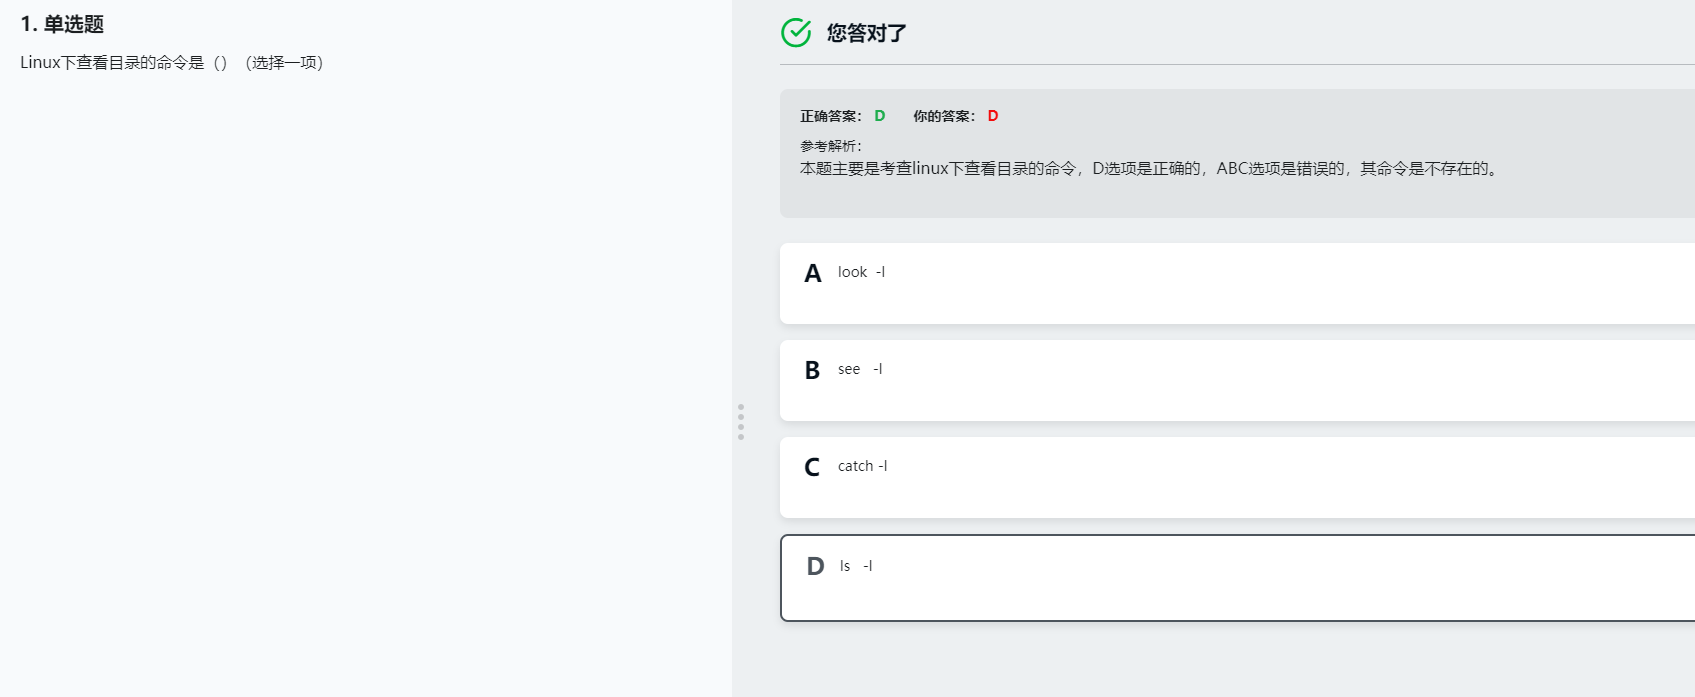 1. 单选题
Linux下查看目录的命令是（）（选择一项）
您答对了
正确答案： D 你的答案： D
参考解析：
本题主要是考查linux下查看目录的命令，D选项是正确的，ABC选项是错误的，其命令是不存在的。
A look -l
B see -l
C catch -l
D ls -l